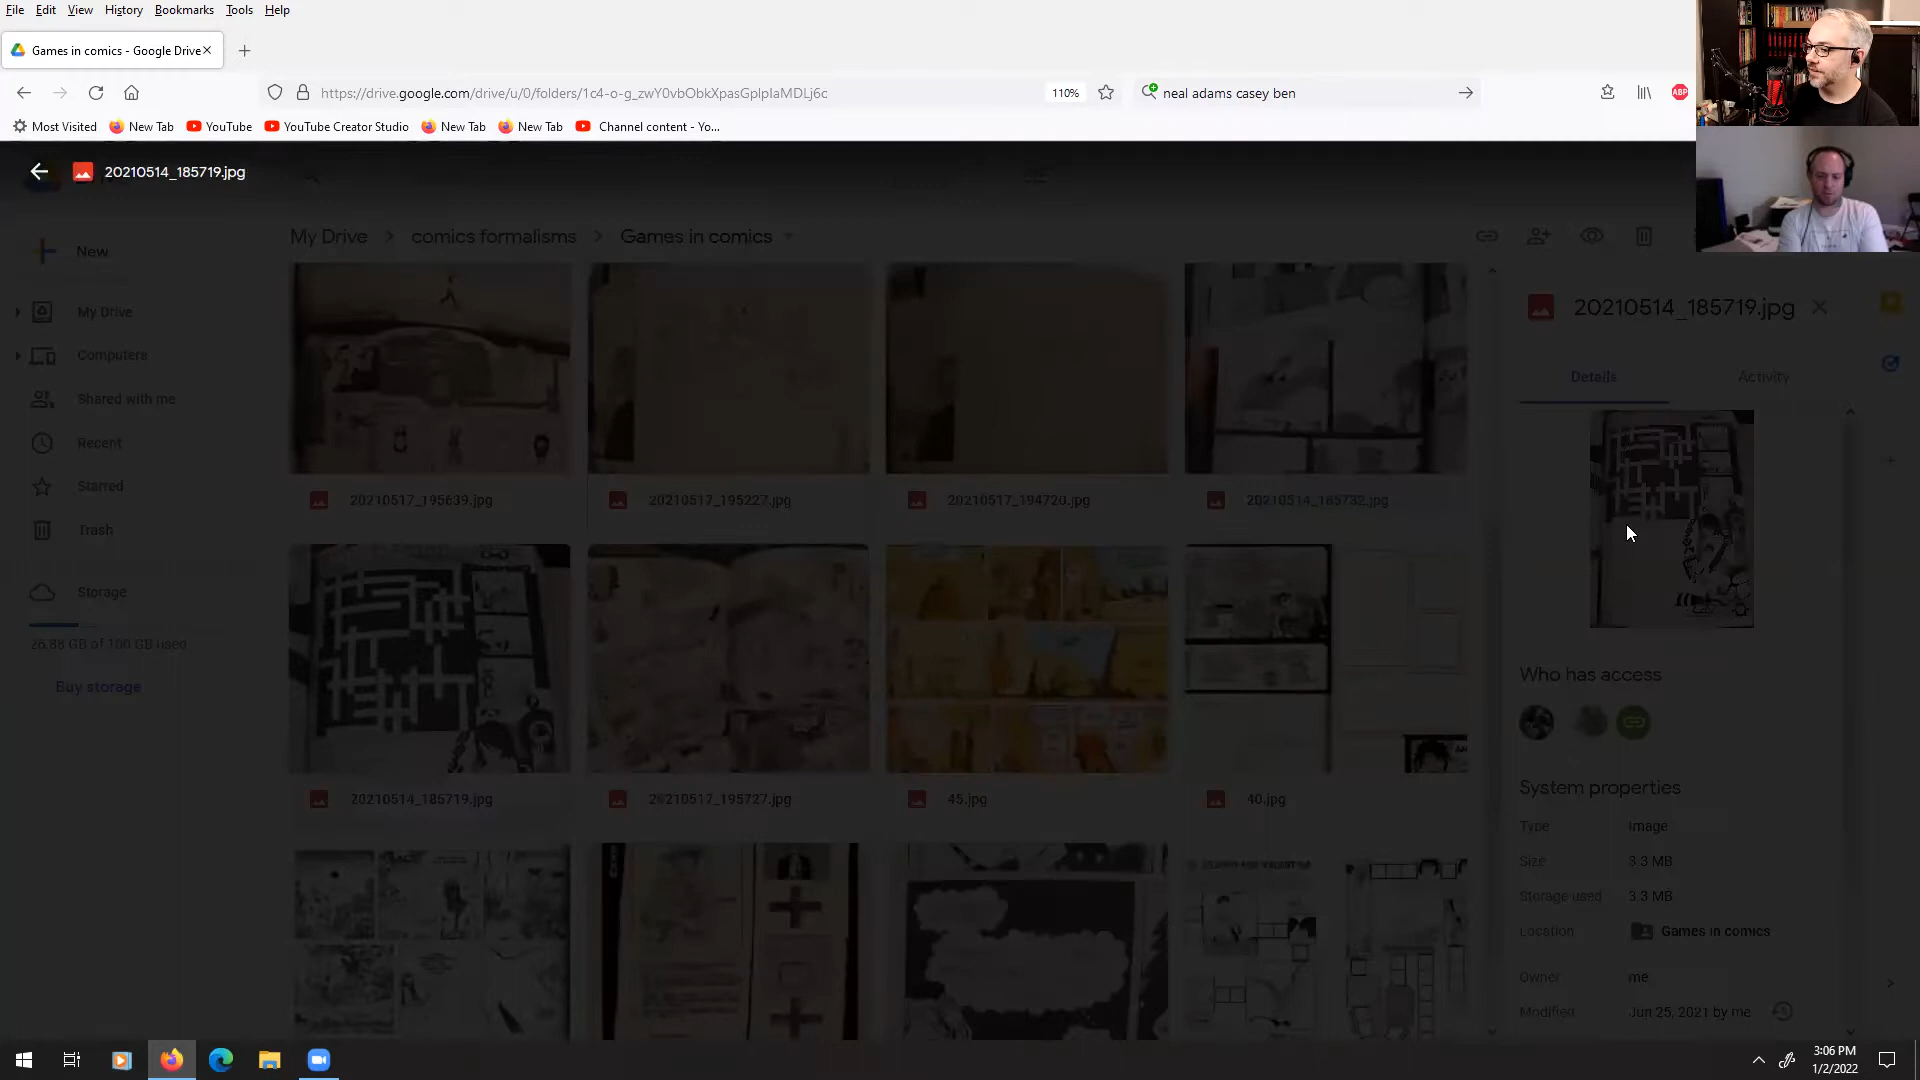 File Edit View History Bookmarks Tools Help
Games in comics - Google Drive
https://drive.google.com/drive/u/0/folders/1c4-o-g_zwY0vbObkXpasGplpIaMDLj6c
110%
neal adams casey ben
ABP
Most Visited New Tab YouTube YouTube Creator Studio New Tab New Tab Channel content - Yo...
20210514_185719.jpg
My Drive > comics formalisms > Games in comics
New
My Drive
Computers
Shared with me
Recent
Starred
Trash
Storage
26.88 GB of 100 GB used
Buy storage
20210517_195639.jpg 20210517_195227.jpg 20210517_194720.jpg 20210514_185732.jpg
20210514_185719.jpg 20210517_195727.jpg 45.jpg 40.jpg
20210514_185719.jpg
Details Activity
Who has access
System properties
Type Image
Size 3.3 MB
Storage used 3.3 MB
Location Games in comics
Owner me
Modified Jun 25, 2021 by me
3:06 PM
1/2/2022